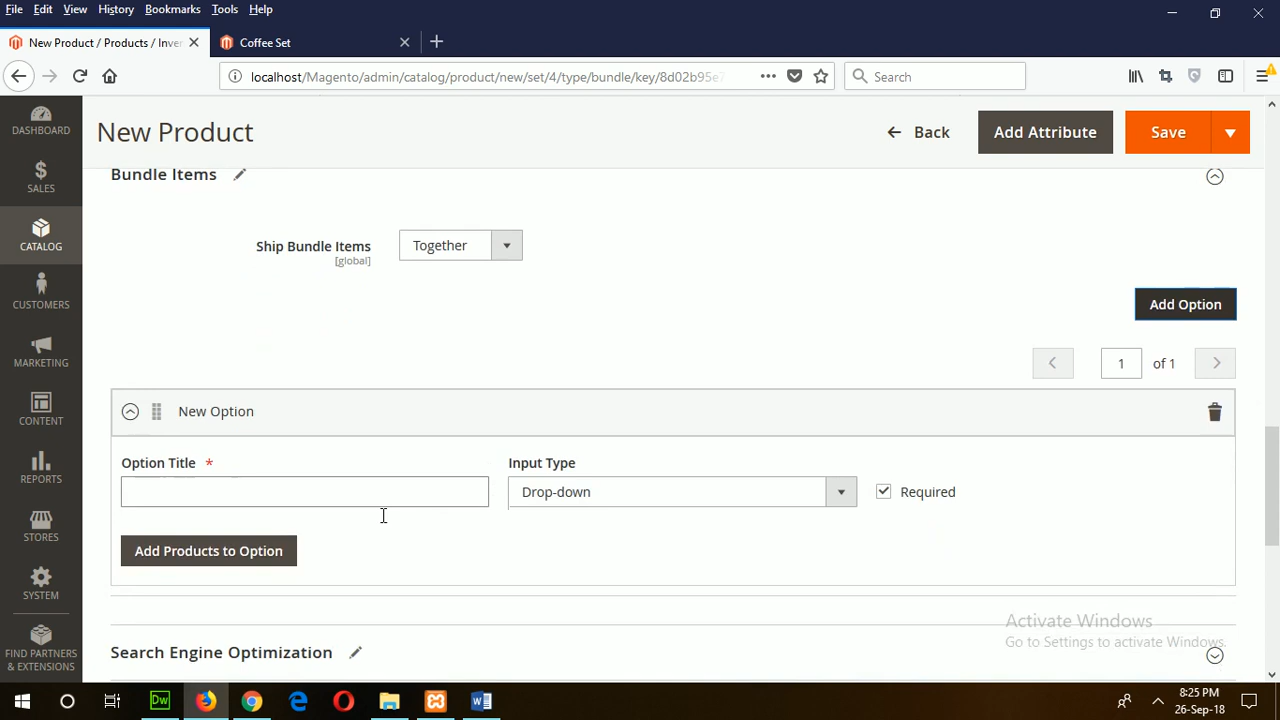 File Edit View History Bookmarks Tools Help
New Product / Products / Inven
Coffee Set
localhost/Magento/admin/catalog/product/new/set/4/type/bundle/key/8d02b95e7
Search
DASHBOARD
SALES
CATALOG
CUSTOMERS
MARKETING
CONTENT
REPORTS
STORES
SYSTEM
FIND PARTNERS
& EXTENSIONS
New Product
Back
Add Attribute
Save
Bundle Items
Ship Bundle Items
[global]
Together
Add Option
1 of 1
New Option
Option Title *
Input Type
Drop-down
Required
Add Products to Option
Search Engine Optimization
Activate Windows
Go to Settings to activate Windows.
Dw
8:25 PM
26-Sep-18